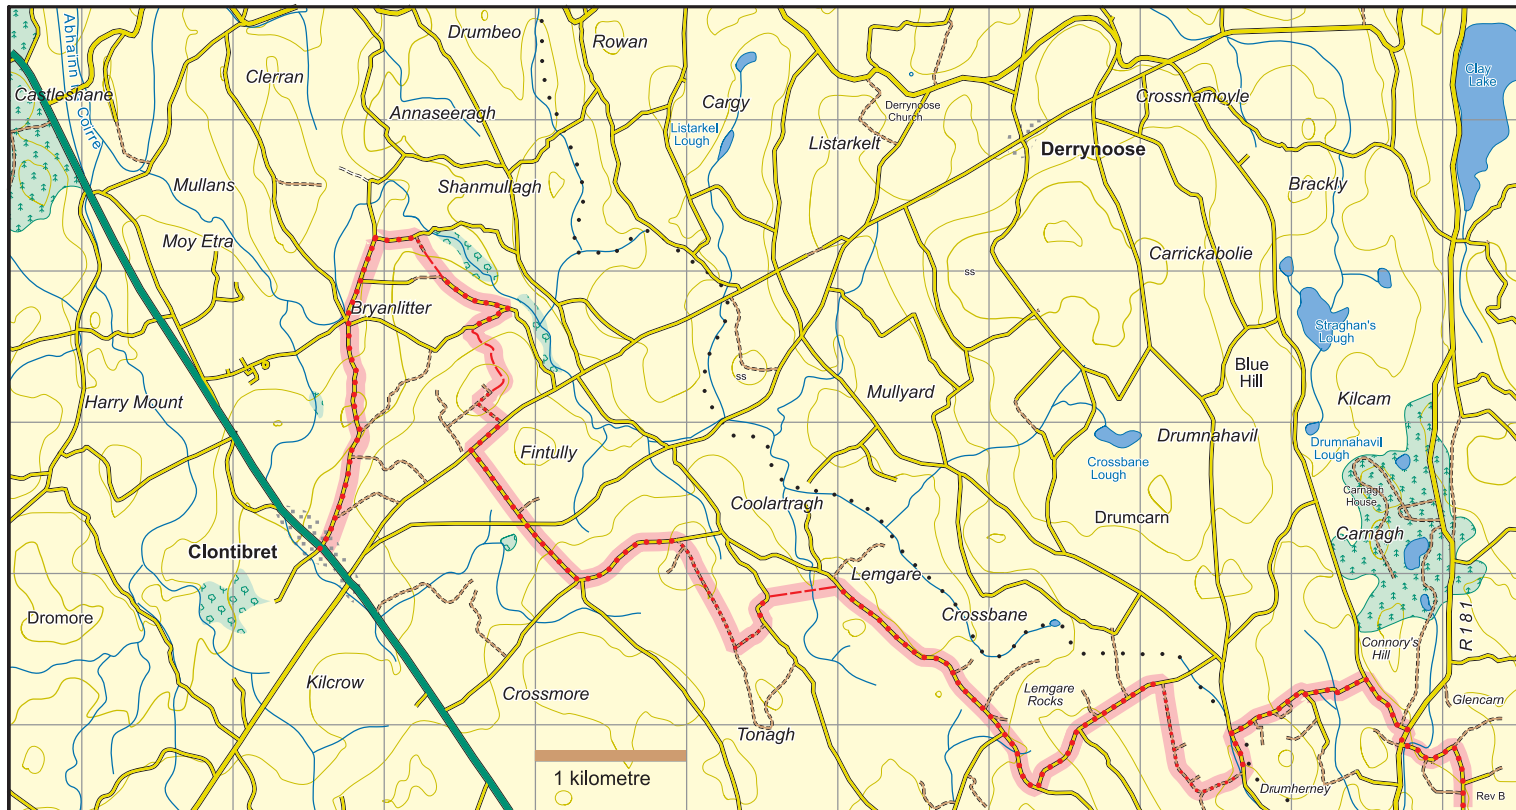 Drumbeo
Rowan
Abhainn Coirre
Clerran
Castleshane
Annaseeragh
Cargy
Derrynoose
Church
Crossnamoyle
Clay
Lake
Listarkel
Lough
Listarkelt
Derrynoose
Mullans
Shanmullagh
Brackly
Moy Etra
Carrickabolie
ss
Bryanlitter
Straghan's
Lough
Blue
Hill
ss
Mullyard
Kilcam
Harry Mount
Fintully
Drumnahavil
Drumnahavil
Lough
Crossbane
Lough
Carnagh
House
Coolartragh
Drumcarn
Carnagh
Clontibret
Lemgare
Dromore
Crossbane
R181
Connory's
Hill
Kilcrow
Crossmore
Lemgare
Rocks
Glencarn
Tonagh
1 kilometre
Drumherney
Rev B